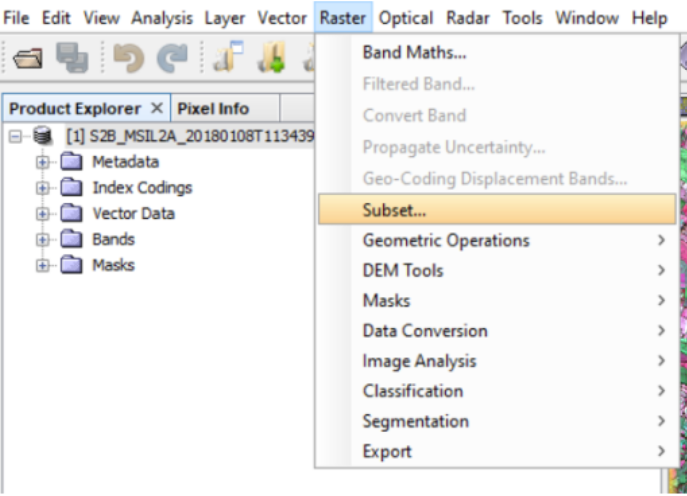 File Edit View Analysis Layer Vector Raster Optical Radar Tools Window Help
Product Explorer × Pixel Info
[1] S2B_MSIL2A_20180108T113439
Metadata
Index Codings
Vector Data
Bands
Masks
Band Maths...
Filtered Band...
Convert Band
Propagate Uncertainty...
Geo-Coding Displacement Bands...
Subset...
Geometric Operations
DEM Tools
Masks
Data Conversion
Image Analysis
Classification
Segmentation
Export